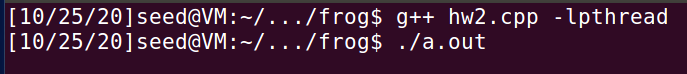 [10/25/20]seed@VM:~/.../frog$ g++ hw2.cpp -lpthread
[10/25/20]seed@VM:~/.../frog$ ./a.out